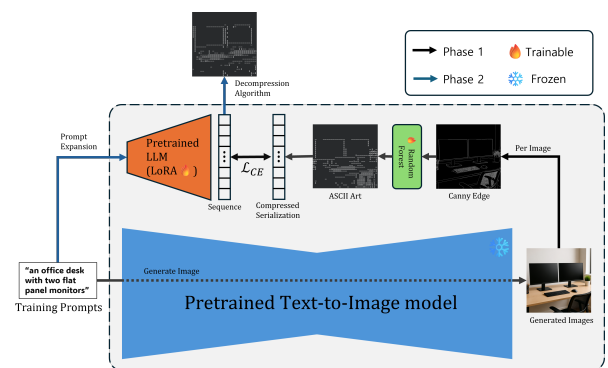 Phase 1
Trainable
Phase 2
Frozen
Decompression
Algorithm
Prompt
Expansion
Pretrained
LLM
(LoRA 🔥)
Sequence
ℒ_CE
Compressed
Serialization
ASCII Art
Random
Forest
Canny Edge
Per Image
"an office desk
with two flat
panel monitors"
Training Prompts
Generate Image
Pretrained Text-to-Image model
Generated Images